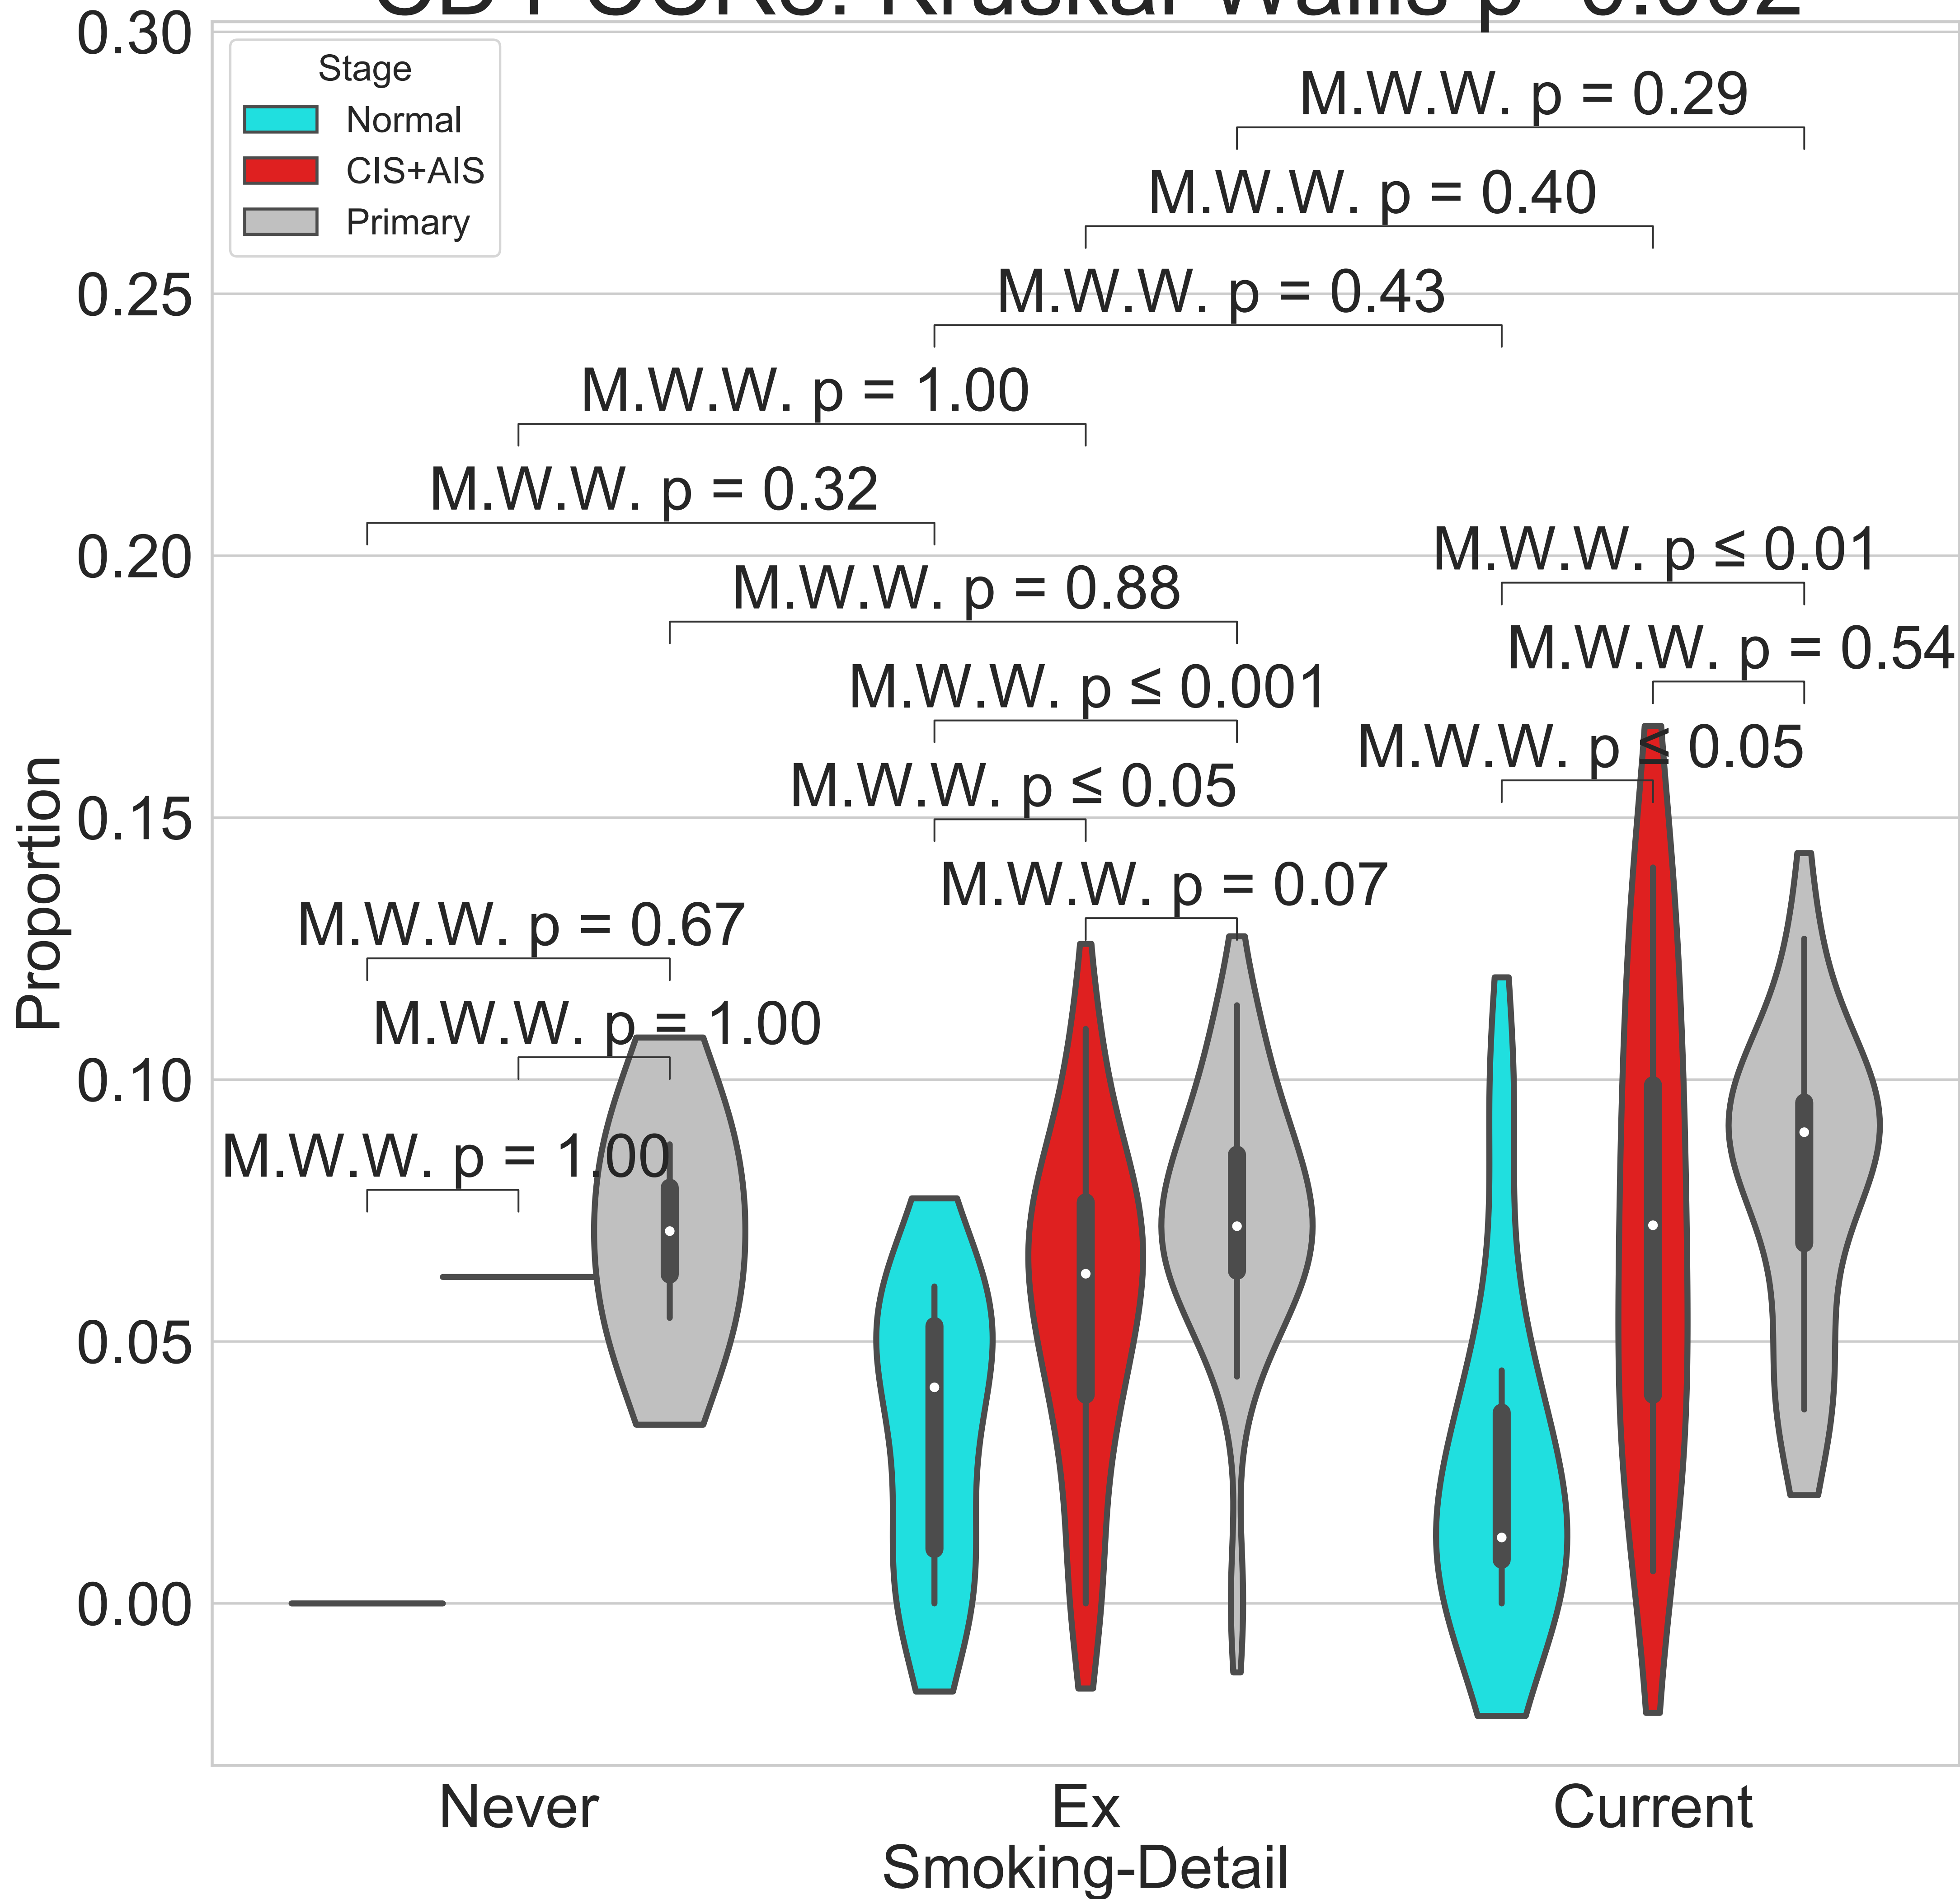 0.30
0.25
0.20
0.15
0.10
0.05
0.00
Proportion
Stage
Normal
CIS+AIS
Primary
M.W.W. p = 0.29
M.W.W. p = 0.40
M.W.W. p = 0.43
M.W.W. p = 1.00
M.W.W. p = 0.32
M.W.W. p ≤ 0.01
M.W.W. p = 0.88
M.W.W. p = 0.54
M.W.W. p ≤ 0.001
M.W.W. p ≤ 0.05
M.W.W. p ≤ 0.05
M.W.W. p = 0.07
M.W.W. p = 0.67
M.W.W. p = 1.00
M.W.W. p = 1.00
Never
Ex
Current
Smoking-Detail